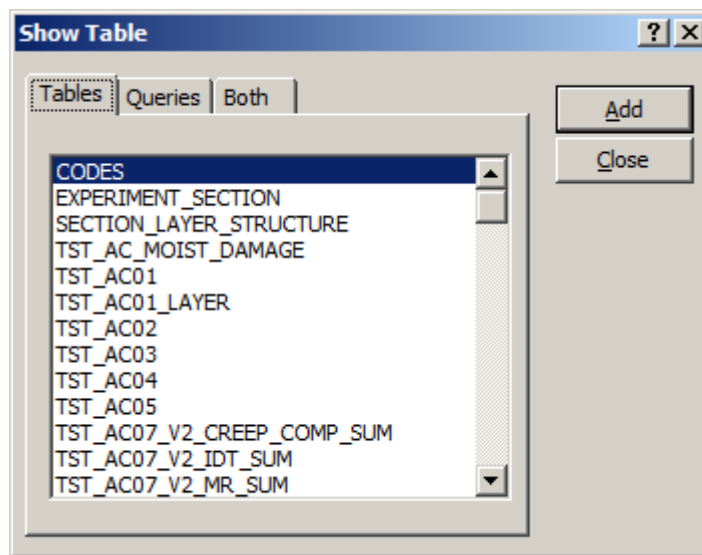 Show Table
Tables Queries Both
Add
Close
CODES
EXPERIMENT_SECTION
SECTION_LAYER_STRUCTURE
TST_AC_MOIST_DAMAGE
TST_AC01
TST_AC01_LAYER
TST_AC02
TST_AC03
TST_AC04
TST_AC05
TST_AC07_V2_CREEP_COMP_SUM
TST_AC07_V2_IDT_SUM
TST_AC07_V2_MR_SUM